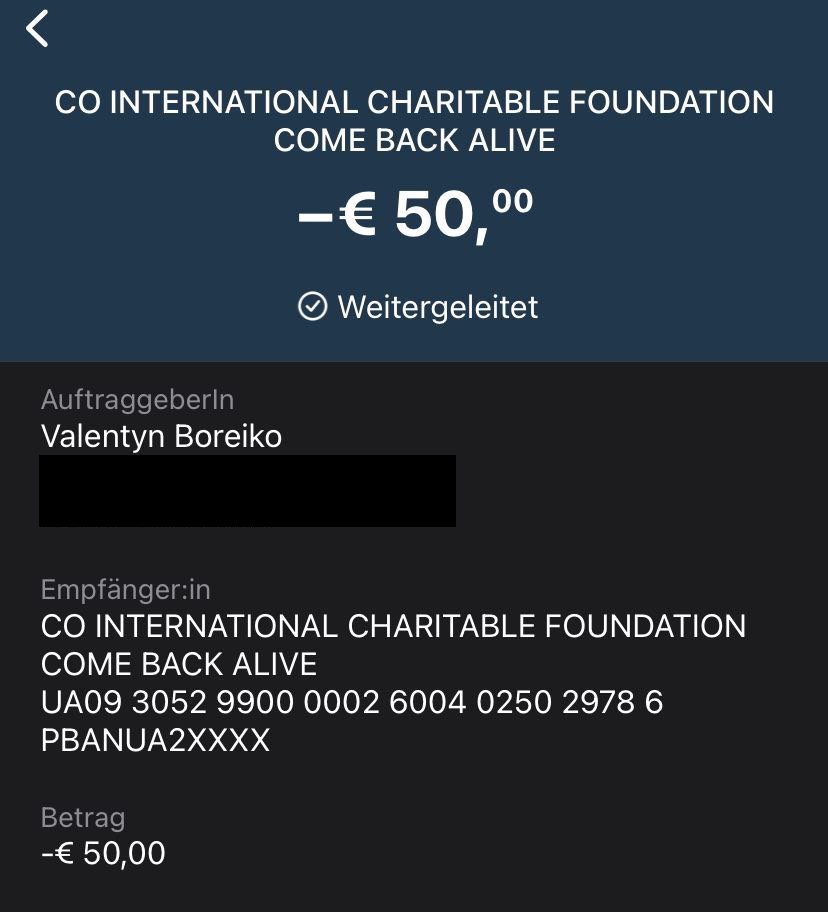 CO INTERNATIONAL CHARITABLE FOUNDATION
COME BACK ALIVE
–€ 50,00
Weitergeleitet
AuftraggeberIn
Valentyn Boreiko
Empfänger:in
CO INTERNATIONAL CHARITABLE FOUNDATION
COME BACK ALIVE
UA09 3052 9900 0002 6004 0250 2978 6
PBANUA2XXXX
Betrag
-€ 50,00